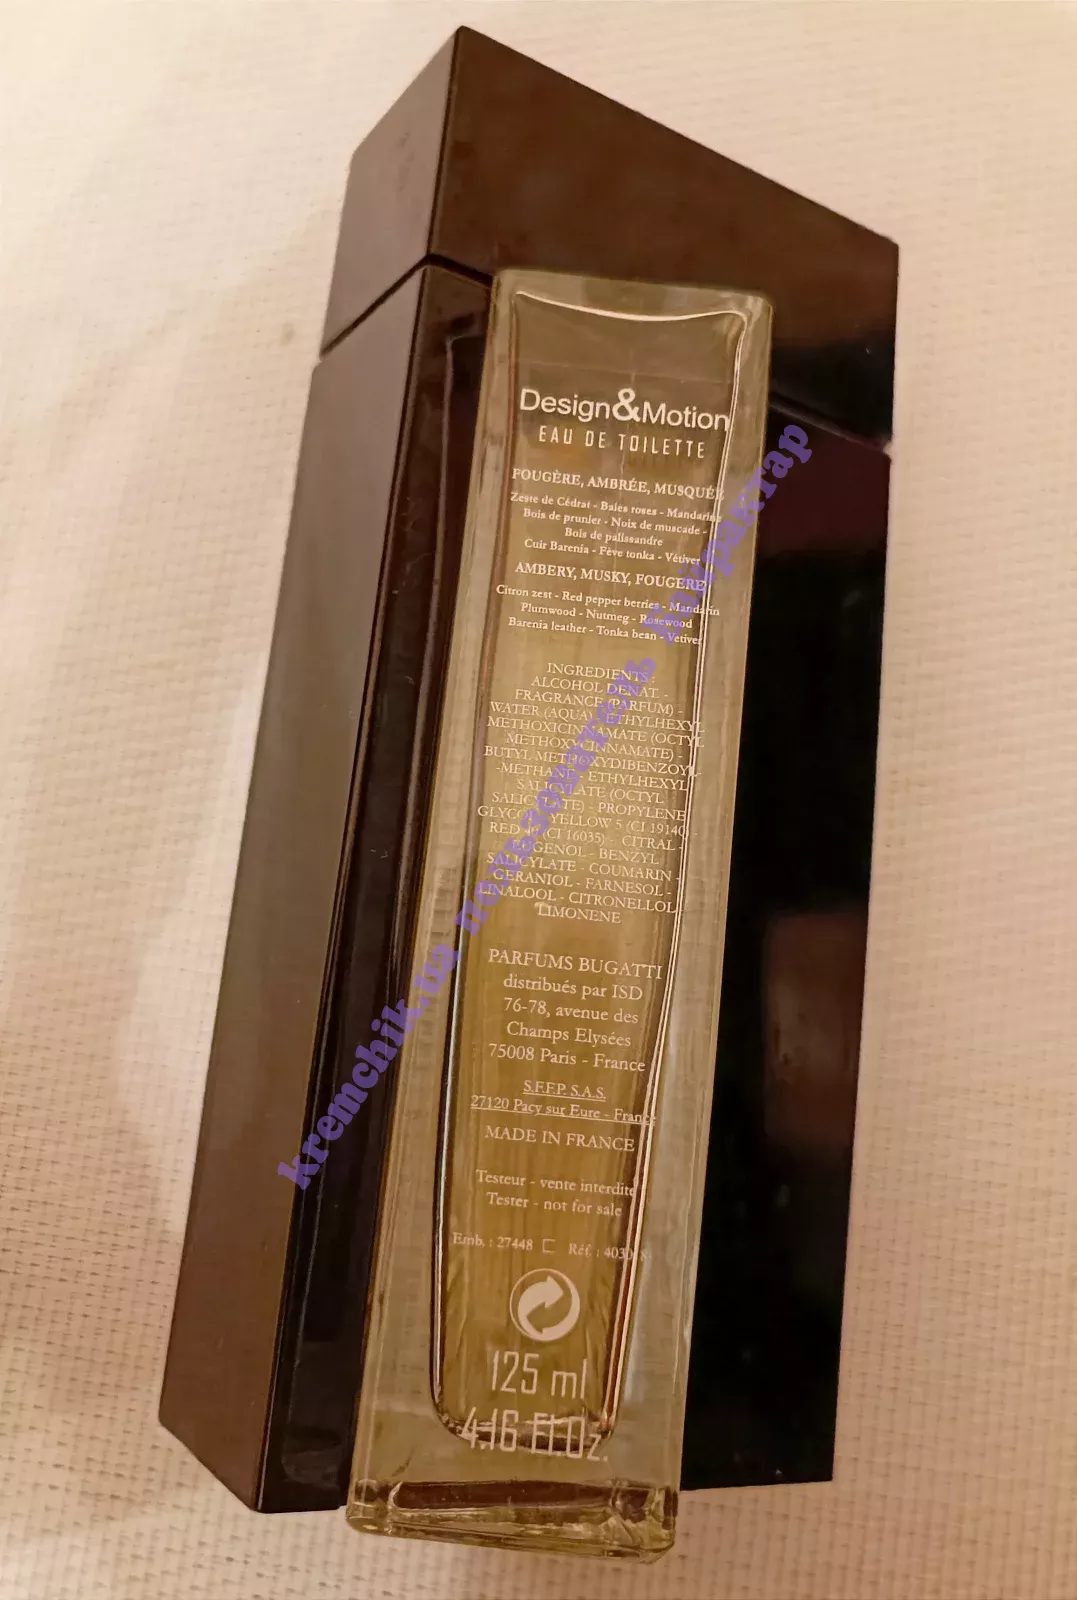 Design&Motion
EAU DE TOILETTE
FOUGÈRE, AMBRÉE, MUSQUÉE
Zeste de Cédrat - Baies roses - Mandarine
Bois de prunier - Noix de muscade -
Bois de palissandre
Cuir Barenia - Fève tonka - Vétiver
AMBERY, MUSKY, FOUGERE
Citron zest - Red pepper berries - Mandarin
Plumwood - Nutmeg - Rosewood
Barenia leather - Tonka bean - Vetiver
INGREDIENTS :
ALCOHOL DENAT. -
FRAGRANCE (PARFUM) -
WATER (AQUA) - ETHYLHEXYL
METHOXICINNAMATE (OCTYL
METHOXYCINNAMATE) -
BUTYL METHOXYDIBENZOYL-
-METHANE - ETHYLHEXYL
SALICYLATE (OCTYL
SALICYLATE) - PROPYLENE
GLYCOL - YELLOW 5 (CI 19140) -
RED 40 (CI 16035) - CITRAL -
EUGENOL - BENZYL
SALICYLATE - COUMARIN -
GERANIOL - FARNESOL -
LINALOOL - CITRONELLOL
LIMONENE
PARFUMS BUGATTI
distribués par ISD
76-78, avenue des
Champs Elysées
75008 Paris - France
S.F.F.P. S.A.S.
27120 Pacy sur Eure - France
MADE IN FRANCE
Testeur - vente interdite
Tester - not for sale
Emb. : 27448 Réf. :
125 ml
4.16 Fl.Oz.
kremchik.ua пользователь пайрактар